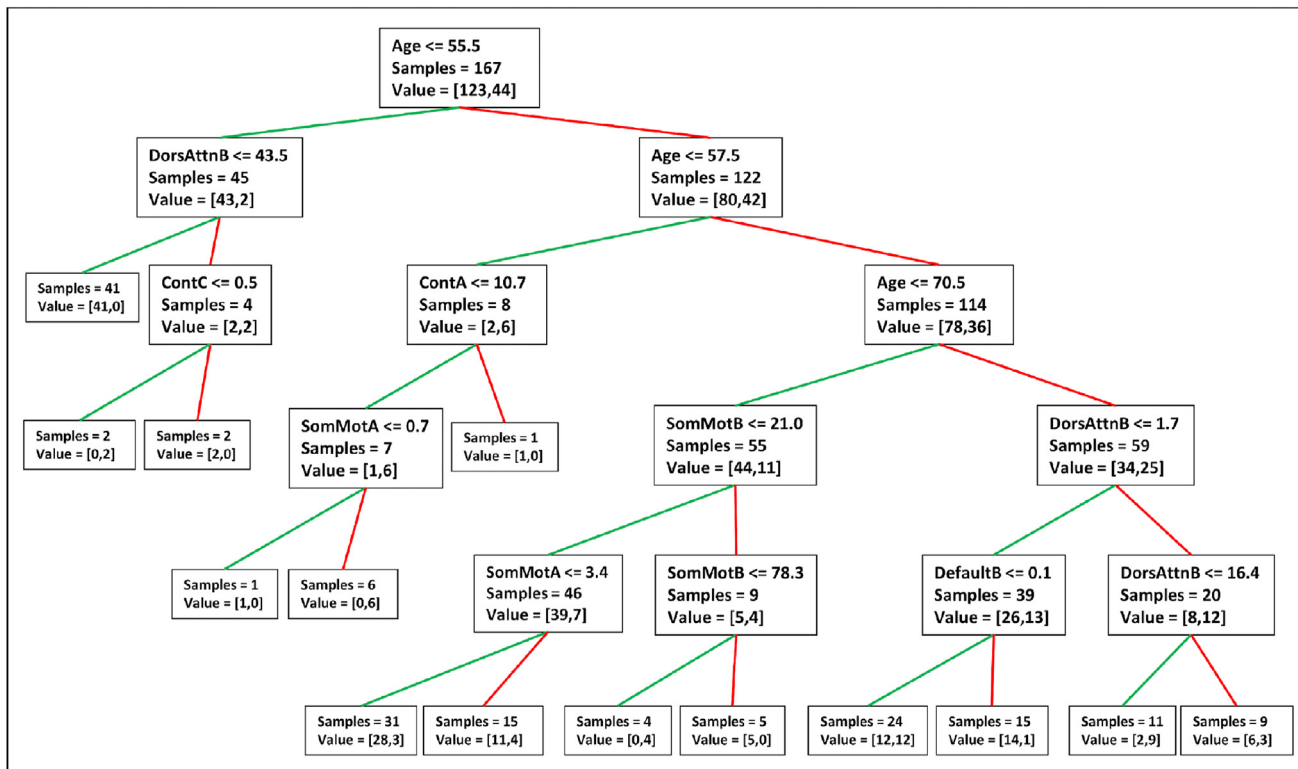 Age <= 55.5
Samples = 167
Value = [123,44]
DorsAttnB <= 43.5
Samples = 45
Value = [43,2]
Age <= 57.5
Samples = 122
Value = [80,42]
Samples = 41
Value = [41,0]
ContC <= 0.5
Samples = 4
Value = [2,2]
ContA <= 10.7
Samples = 8
Value = [2,6]
Age <= 70.5
Samples = 114
Value = [78,36]
Samples = 2
Value = [0,2]
Samples = 2
Value = [2,0]
SomMotA <= 0.7
Samples = 7
Value = [1,6]
Samples = 1
Value = [1,0]
SomMotB <= 21.0
Samples = 55
Value = [44,11]
DorsAttnB <= 1.7
Samples = 59
Value = [34,25]
Samples = 1
Value = [1,0]
Samples = 6
Value = [0,6]
SomMotA <= 3.4
Samples = 46
Value = [39,7]
SomMotB <= 78.3
Samples = 9
Value = [5,4]
DefaultB <= 0.1
Samples = 39
Value = [26,13]
DorsAttnB <= 16.4
Samples = 20
Value = [8,12]
Samples = 31
Value = [28,3]
Samples = 15
Value = [11,4]
Samples = 4
Value = [0,4]
Samples = 5
Value = [5,0]
Samples = 24
Value = [12,12]
Samples = 15
Value = [14,1]
Samples = 11
Value = [2,9]
Samples = 9
Value = [6,3]